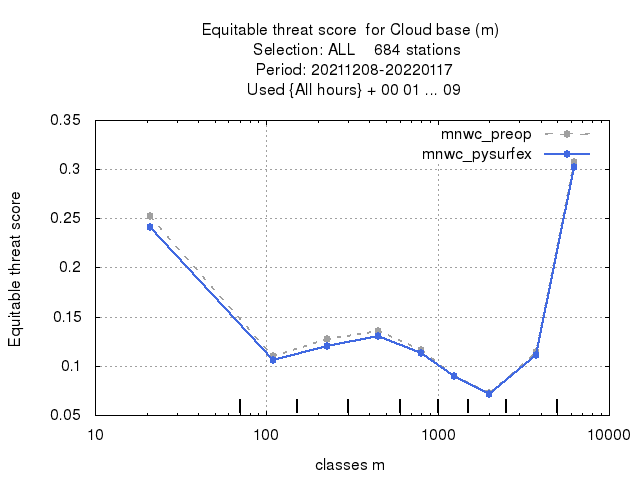 Equitable threat score  for Cloud base (m)
Selection: ALL    684 stations
Period: 20211208-20220117
Used {All hours} + 00 01 ... 09
mnwc_preop
mnwc_pysurfex
Equitable threat score
0.35
0.3
0.25
0.2
0.15
0.1
0.05
10
100
1000
10000
classes m